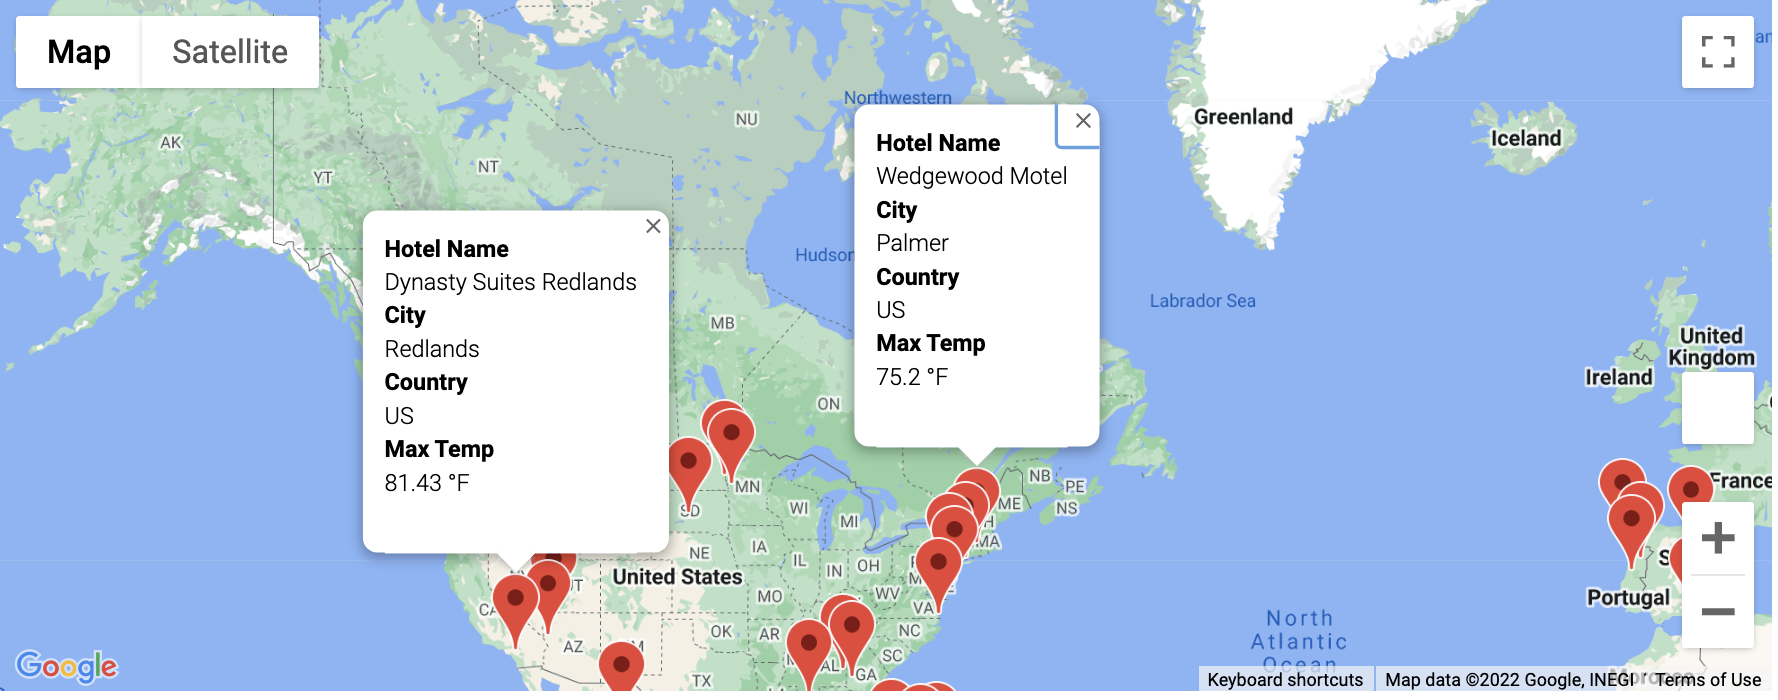 Map
Satellite
AK
YT
NT
NU
Northwestern
Greenland
Iceland
Hotel Name
Wedgewood Motel
City
Palmer
Country
US
Max Temp
75.2 °F
Hotel Name
Dynasty Suites Redlands
City
Redlands
Country
US
Max Temp
81.43 °F
Hudson
Labrador Sea
MB
ON
United
Kingdom
Ireland
France
NB
PE
ME
NS
MN
SD
WI
MI
MA
NE
IA
IL
IN
OH
United States
MO
WV
VA
CA
AZ
OK
AR
NC
SC
AL
GA
TX
Portugal
North
Atlantic
Ocean
Google
Keyboard shortcuts
Map data ©2022 Google, INEGI
Terms of Use